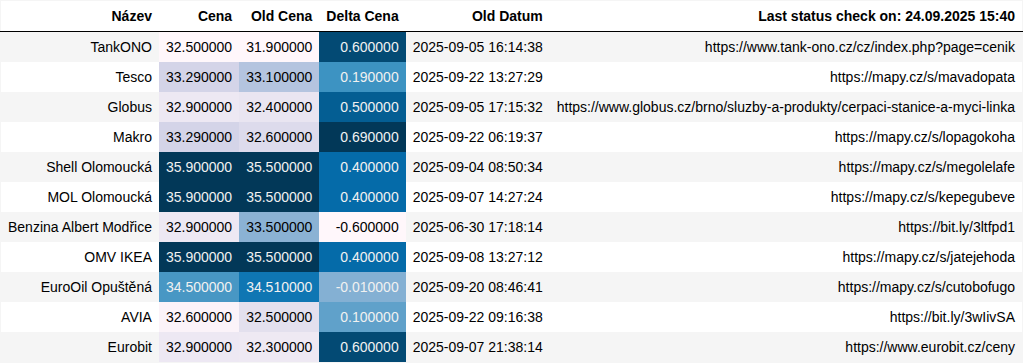 Název Cena Old Cena Delta Cena Old Datum Last status check on: 24.09.2025 15:40
TankONO 32.500000 31.900000 0.600000 2025-09-05 16:14:38 https://www.tank-ono.cz/cz/index.php?page=cenik
Tesco 33.290000 33.100000 0.190000 2025-09-22 13:27:29 https://mapy.cz/s/mavadopata
Globus 32.900000 32.400000 0.500000 2025-09-05 17:15:32 https://www.globus.cz/brno/sluzby-a-produkty/cerpaci-stanice-a-myci-linka
Makro 33.290000 32.600000 0.690000 2025-09-22 06:19:37 https://mapy.cz/s/lopagokoha
Shell Olomoucká 35.900000 35.500000 0.400000 2025-09-04 08:50:34 https://mapy.cz/s/megolelafe
MOL Olomoucká 35.900000 35.500000 0.400000 2025-09-07 14:27:24 https://mapy.cz/s/kepegubeve
Benzina Albert Modřice 32.900000 33.500000 -0.600000 2025-06-30 17:18:14 https://bit.ly/3ltfpd1
OMV IKEA 35.900000 35.500000 0.400000 2025-09-08 13:27:12 https://mapy.cz/s/jatejehoda
EuroOil Opuštěná 34.500000 34.510000 -0.010000 2025-09-20 08:46:41 https://mapy.cz/s/cutobofugo
AVIA 32.600000 32.500000 0.100000 2025-09-22 09:16:38 https://bit.ly/3wIivSA
Eurobit 32.900000 32.300000 0.600000 2025-09-07 21:38:14 https://www.eurobit.cz/ceny